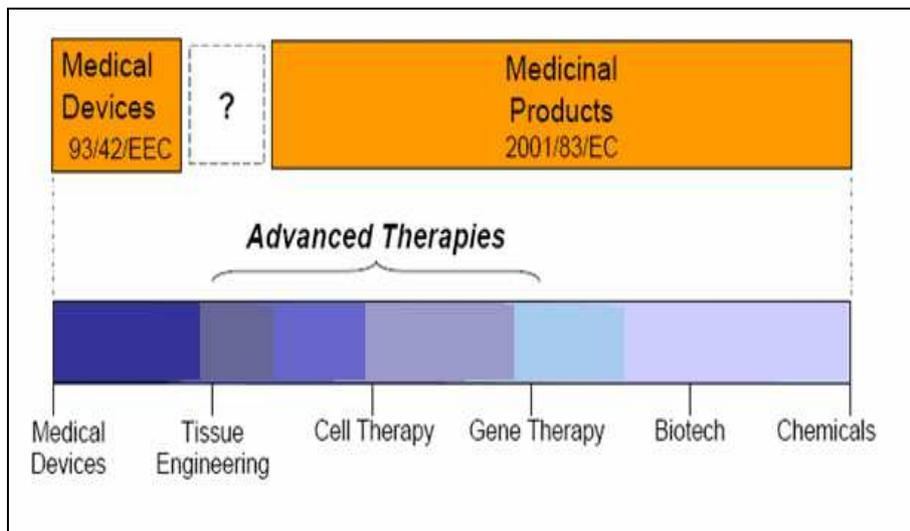 Medical
Devices
93/42/EEC
?
Medicinal
Products
2001/83/EC
Advanced Therapies
Medical
Devices
Tissue
Engineering
Cell Therapy
Gene Therapy
Biotech
Chemicals